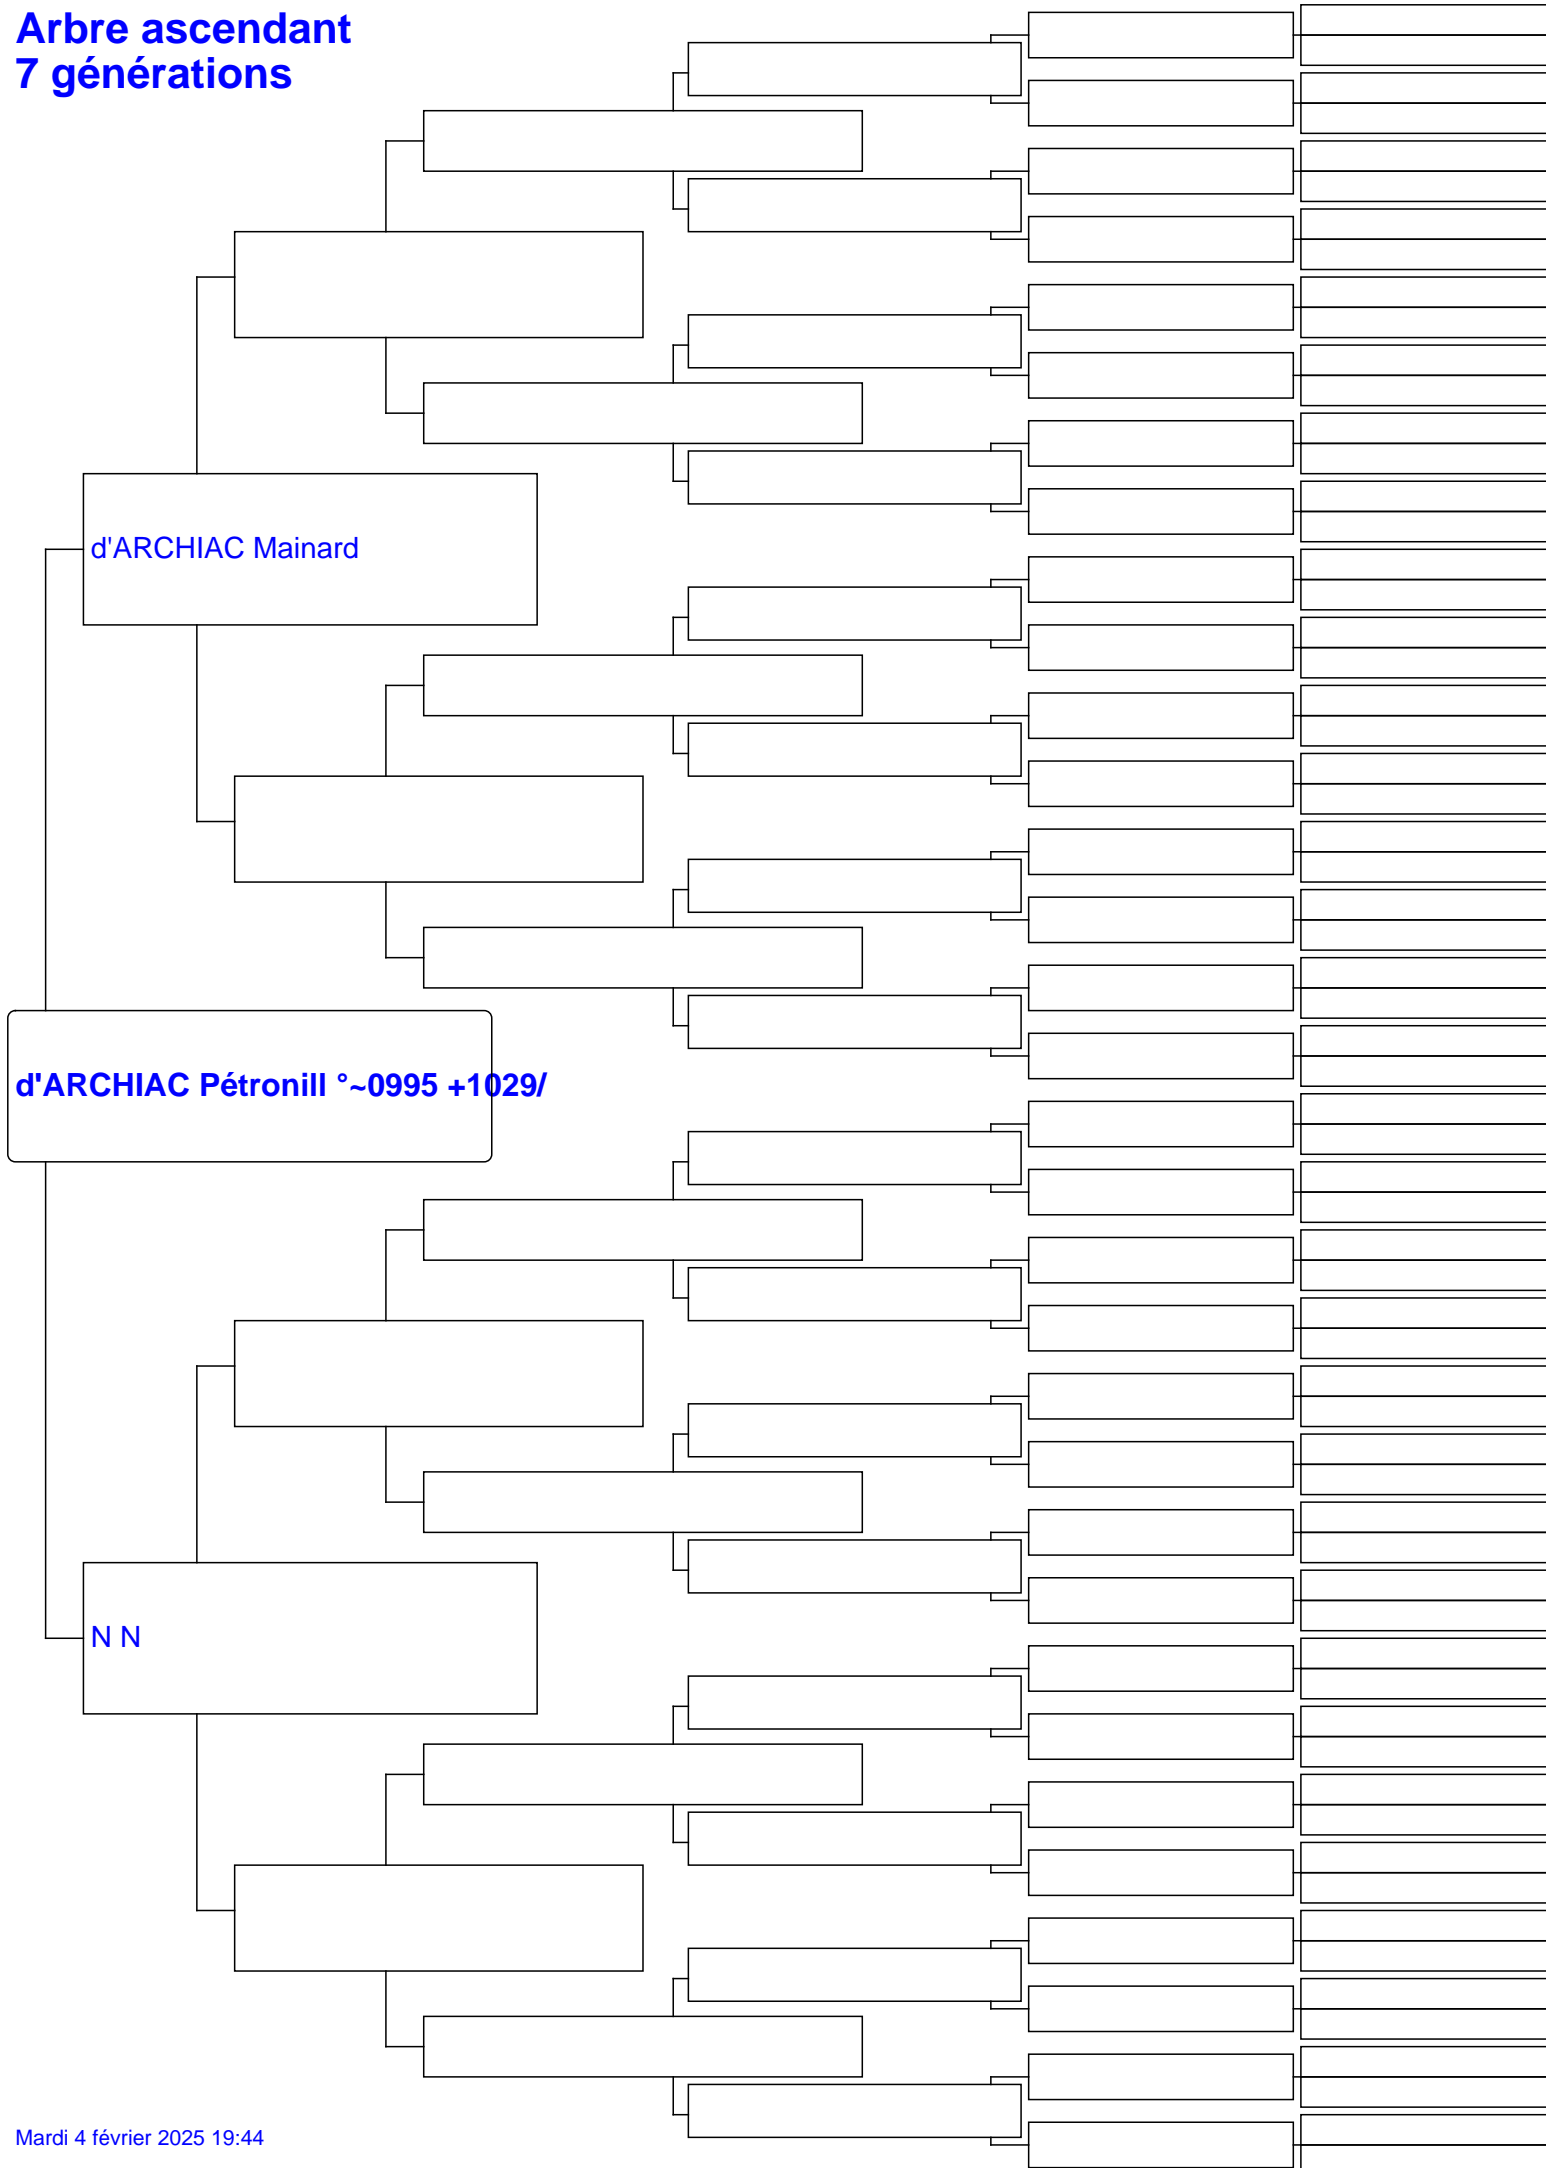 Arbre ascendant
7 générations
d'ARCHIAC Mainard
d'ARCHIAC Pétronill °~0995 +1029/
N N
Mardi 4 février 2025 19:44